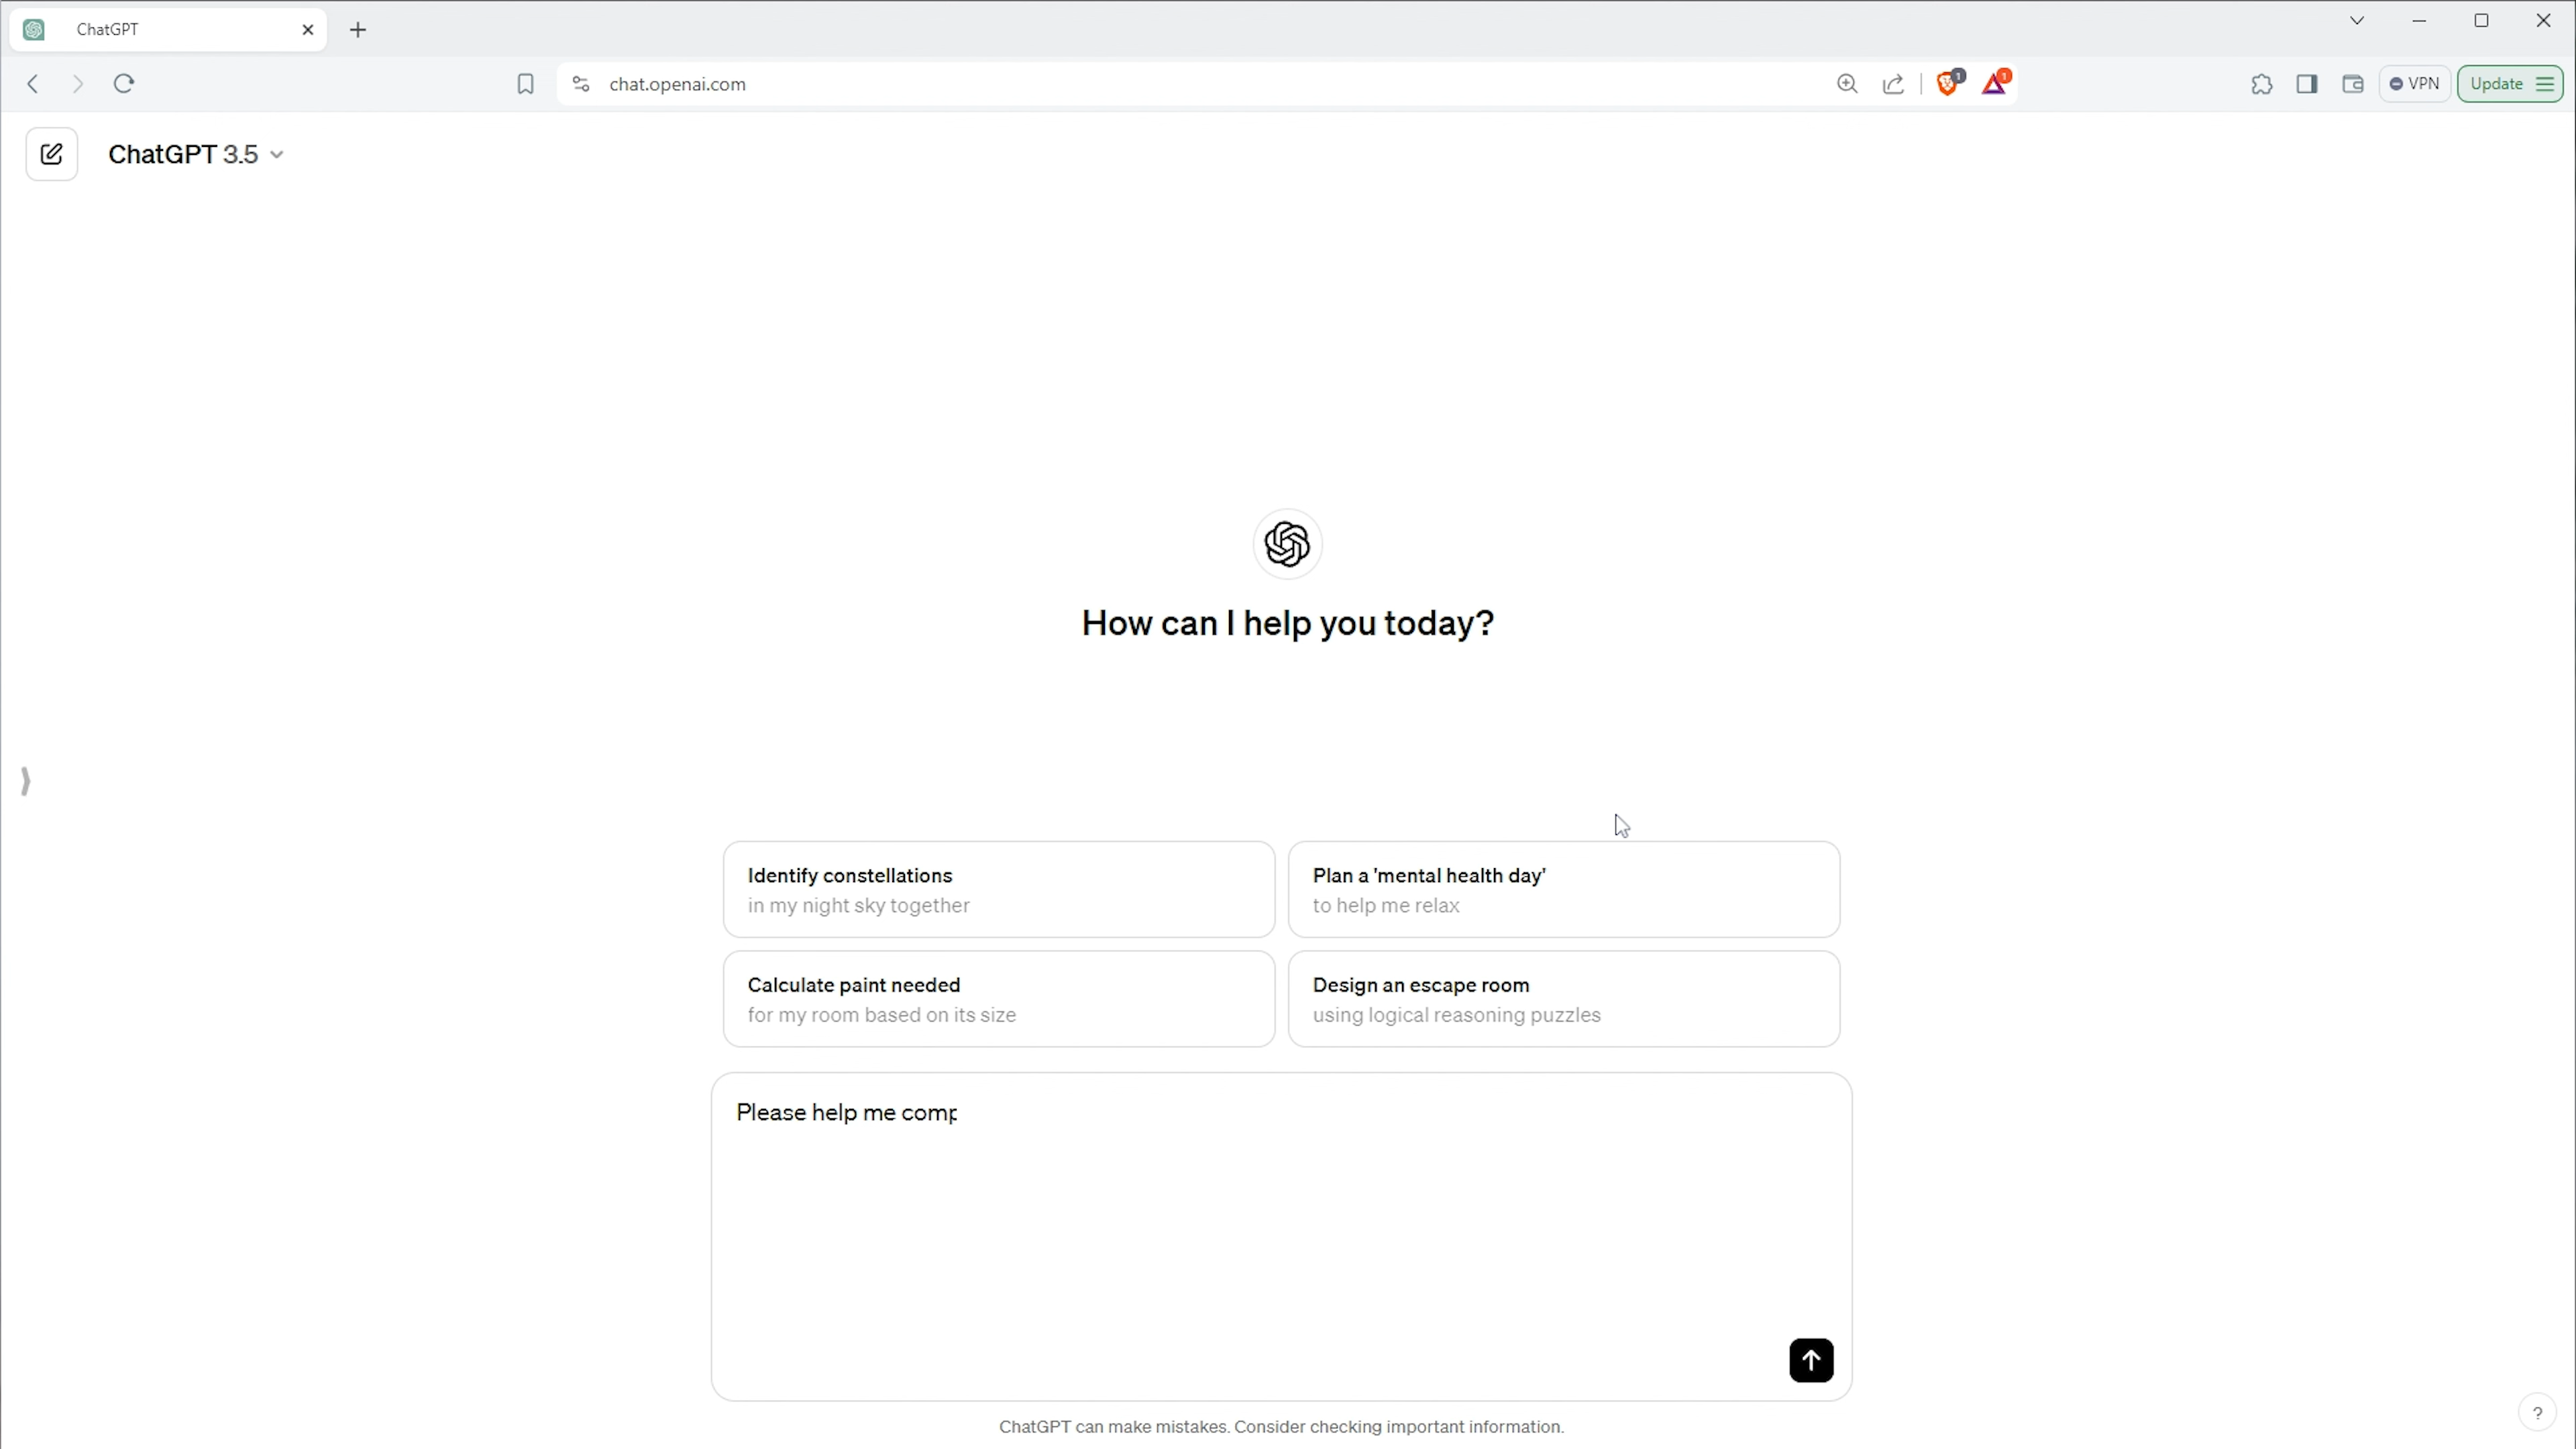 ChatGPT
chat.openai.com
1
1
VPN
Update
ChatGPT 3.5
How can I help you today?
Identify constellations
in my night sky together
Plan a 'mental health day'
to help me relax
Calculate paint needed
for my room based on its size
Design an escape room
using logical reasoning puzzles
Please help me comp
ChatGPT can make mistakes. Consider checking important information.
?